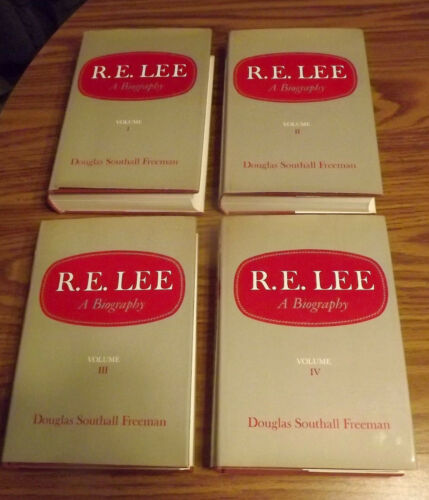 R.E. LEE
A Biography
VOLUME
I
Douglas Southall Freeman
R.E. LEE
A Biography
VOLUME
II
Douglas Southall Freeman
R.E. LEE
A Biography
VOLUME
III
Douglas Southall Freeman
R.E. LEE
A Biography
VOLUME
IV
Douglas Southall Freeman